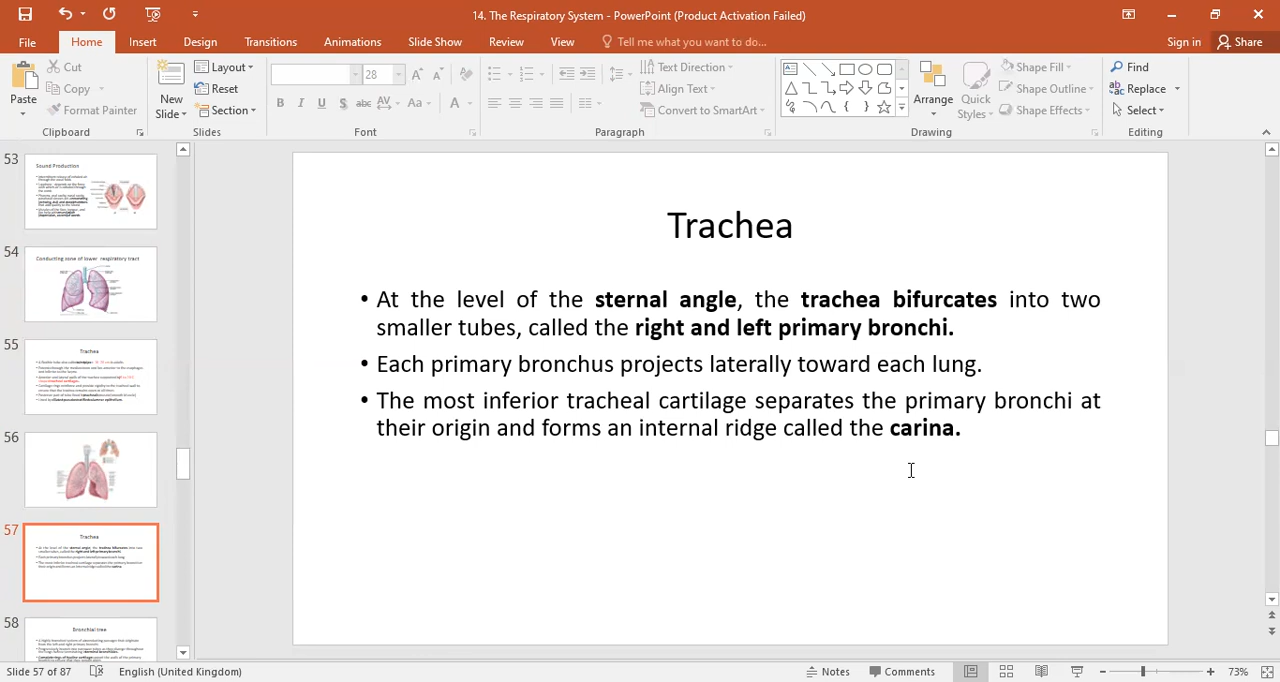 14. The Respiratory System - PowerPoint (Product Activation Failed)
File Home Insert Design Transitions Animations Slide Show Review View Tell me what you want to do... Sign in Share
Paste Cut Copy Format Painter
Clipboard
New Slide Layout Reset Section
Slides
28
B I U S abc AV Aa A
Font
Text Direction Align Text Convert to SmartArt
Paragraph
Arrange Quick Styles Shape Fill Shape Outline Shape Effects
Drawing
Find Replace Select
Editing
53
Sound Production
54
Conducting zone of lower respiratory tract
55
Trachea
56
57
Trachea
58
Bronchial tree
Trachea
• At the level of the sternal angle, the trachea bifurcates into two
smaller tubes, called the right and left primary bronchi.
• Each primary bronchus projects laterally toward each lung.
• The most inferior tracheal cartilage separates the primary bronchi at
their origin and forms an internal ridge called the carina.
Slide 57 of 87 English (United Kingdom) Notes Comments 73%